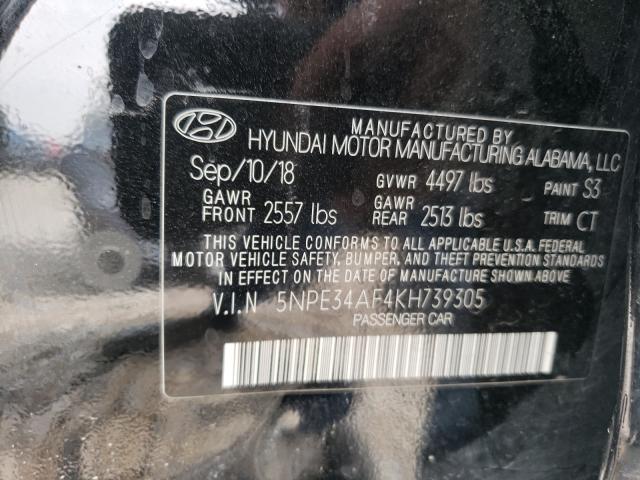 MANUFACTURED BY
HYUNDAI MOTOR MANUFACTURING ALABAMA, LLC
Sep/10/18 GVWR 4497 lbs PAINT S3
GAWR FRONT 2557 lbs GAWR REAR 2513 lbs TRIM CT
THIS VEHICLE CONFORMS TO ALL APPLICABLE U.S.A. FEDERAL
MOTOR VEHICLE SAFETY, BUMPER, AND THEFT PREVENTION STANDARDS
IN EFFECT ON THE DATE OF MANUFACTURE SHOWN ABOVE.
V.I.N 5NPE34AF4KH739305
PASSENGER CAR